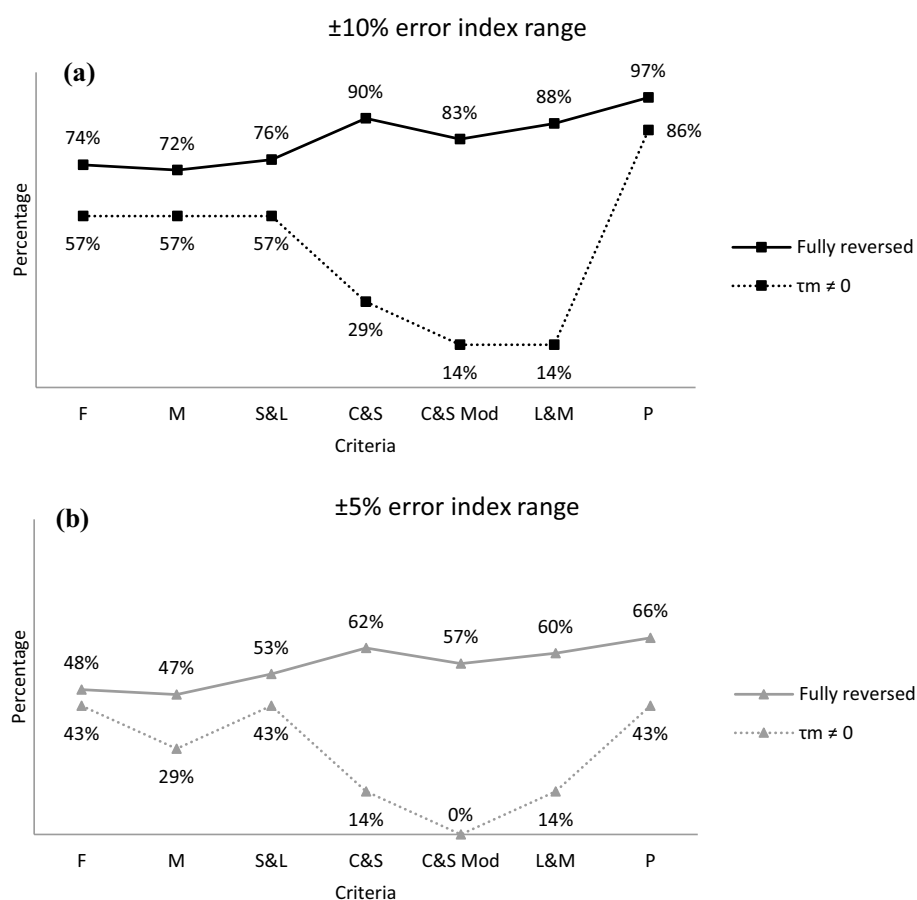 ±10% error index range
(a)
97%
90%
88%
83%
76%
74%
72%
86%
57%
57%
57%
29%
14%
14%
Percentage
Fully reversed
τm ≠ 0
F
M
S&L
C&S
C&S Mod
L&M
P
Criteria
±5% error index range
(b)
66%
62%
60%
57%
53%
48%
47%
43%
43%
43%
29%
14%
0%
14%
Percentage
Fully reversed
τm ≠ 0
F
M
S&L
C&S
C&S Mod
L&M
P
Criteria